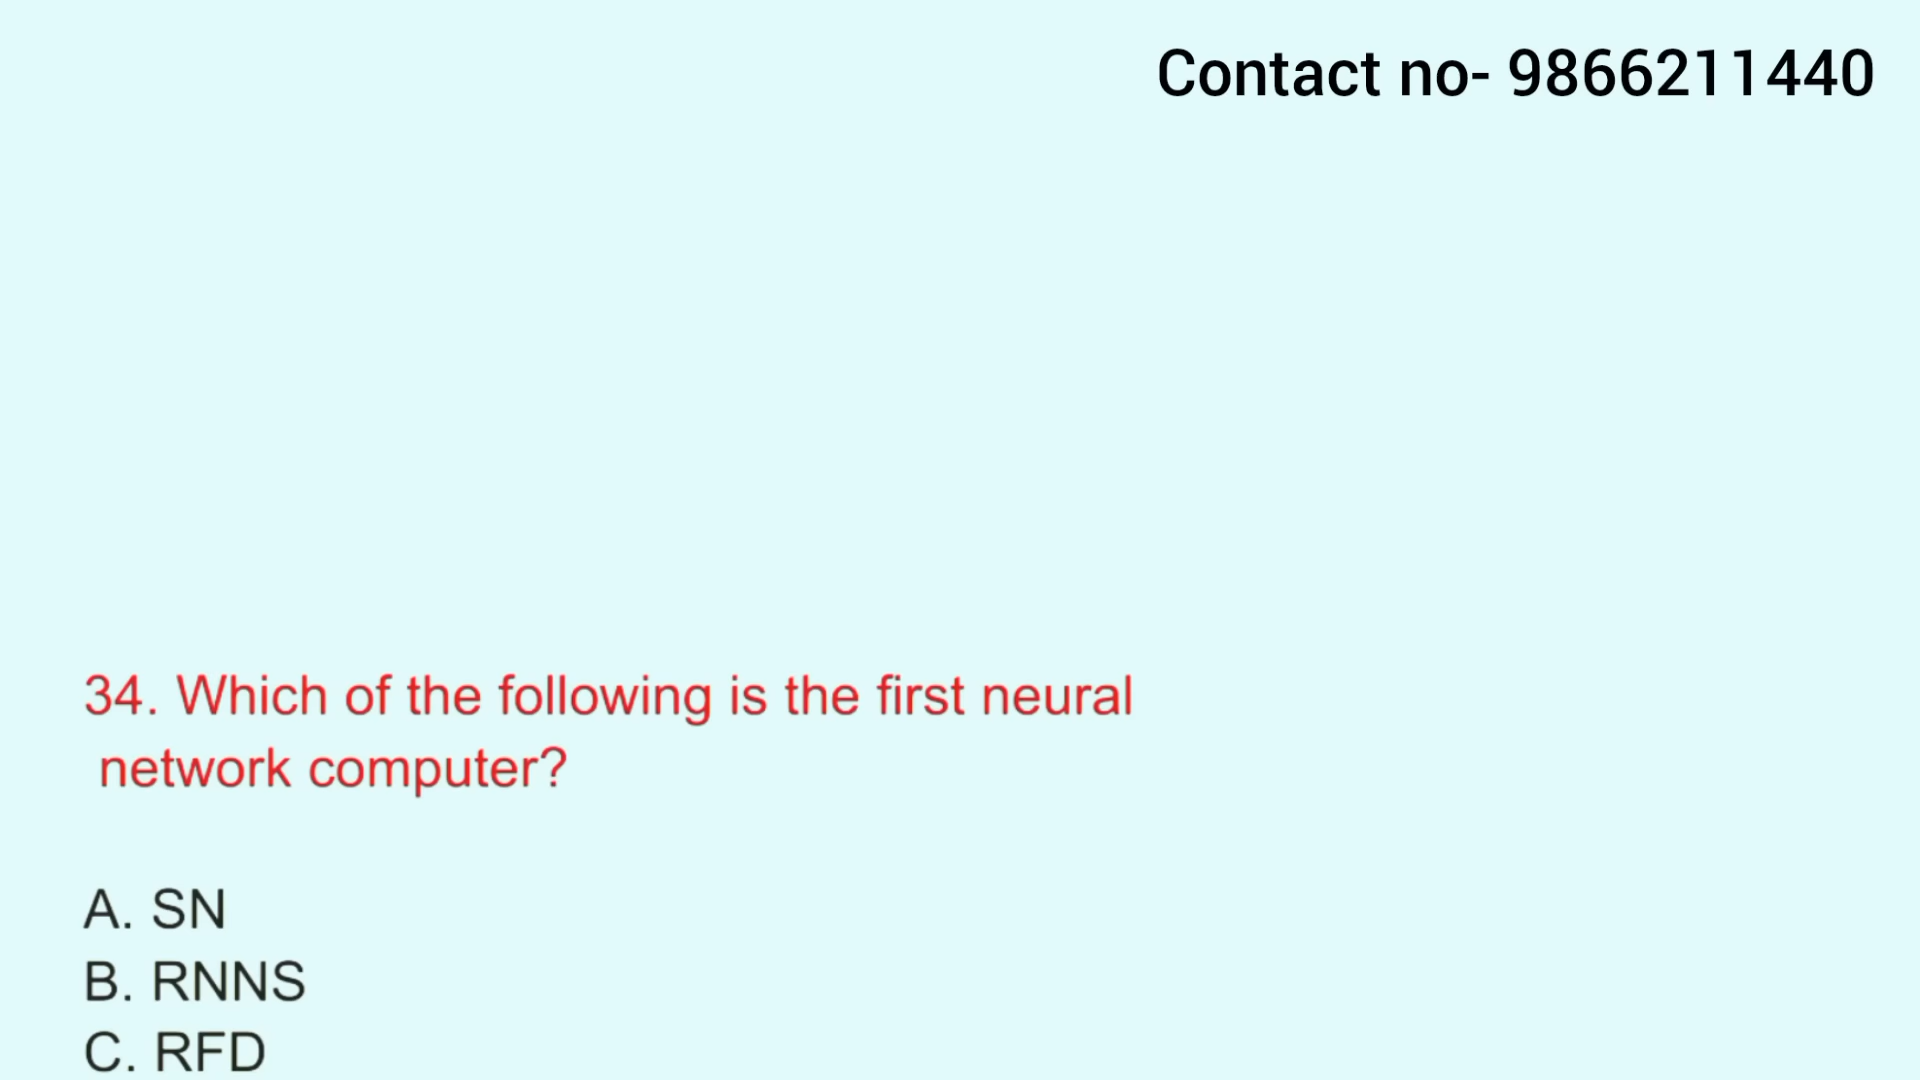 Contact no- 9866211440
34. Which of the following is the first neural
network computer?
A. SN
B. RNNS
C. RFD